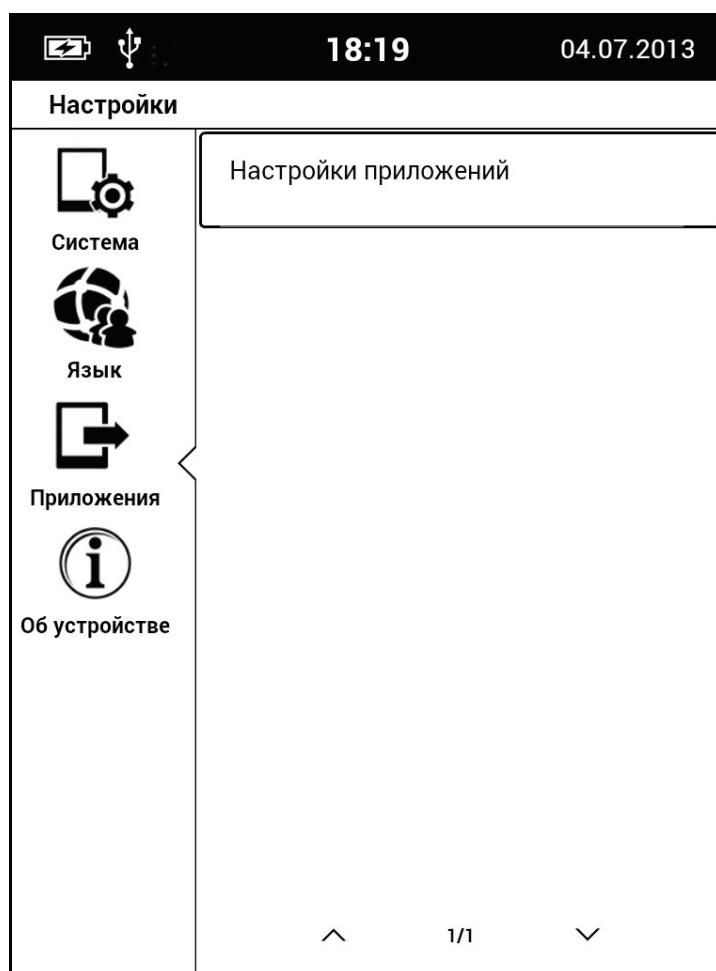 18:19 04.07.2013
Настройки
Настройки приложений
Система
Язык
Приложения
Об устройстве
1/1